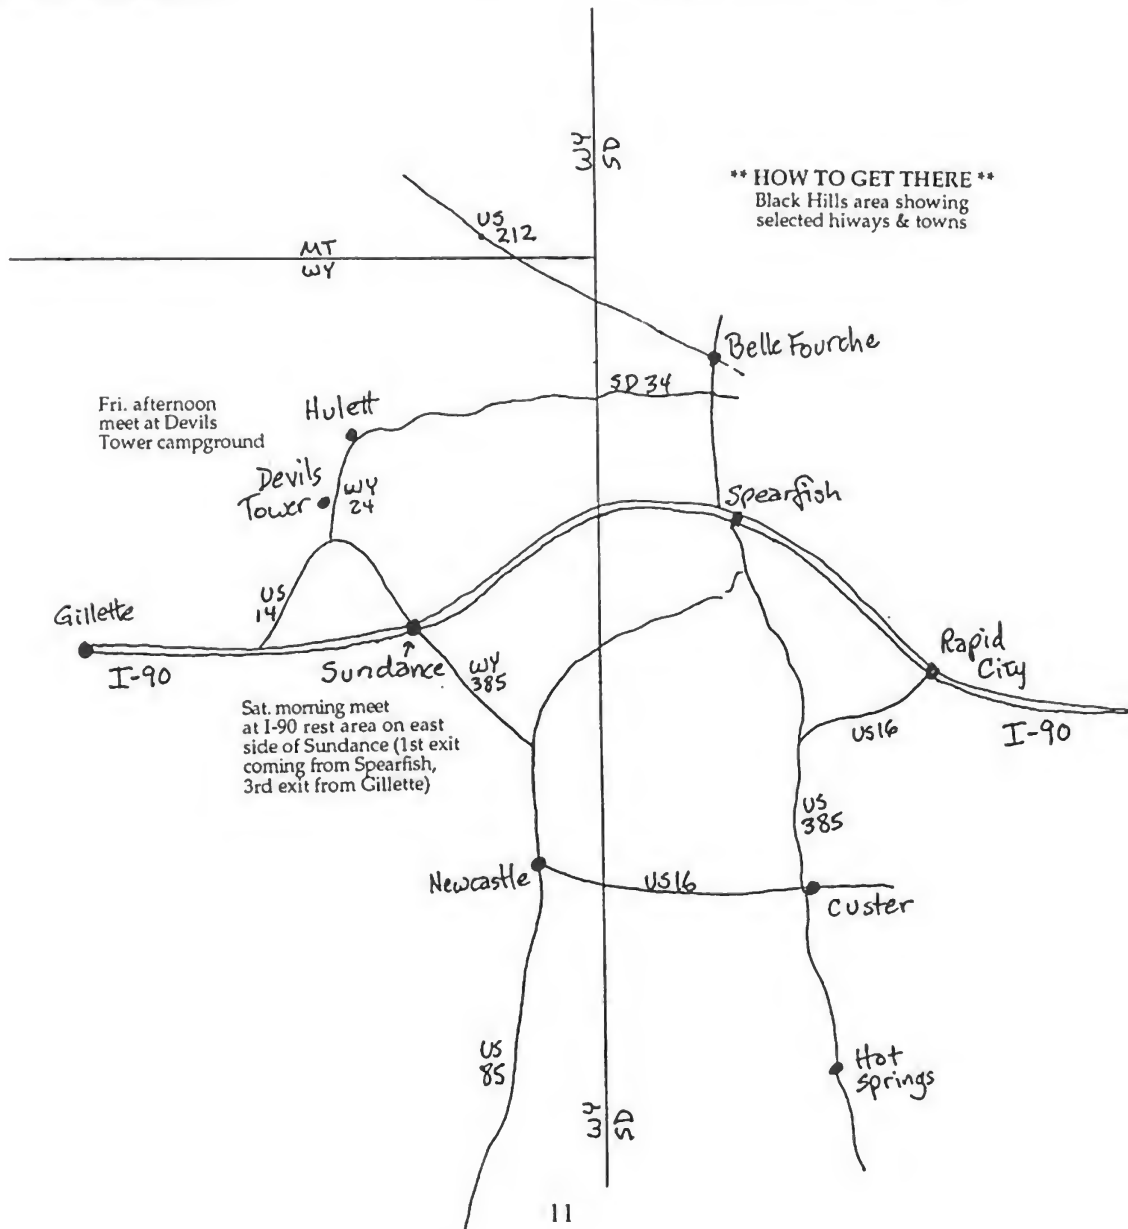 WY
SD
** HOW TO GET THERE **
Black Hills area showing
selected hiways & towns
US
212
MT
WY
Belle Fourche
SD 34
Fri. afternoon
meet at Devils
Tower campground
Hulett
Devils
Tower
WY
24
Spearfish
US
14
Gillette
I-90
Sundance
WY
385
Rapid
City
US16
I-90
Sat. morning meet
at I-90 rest area on east
side of Sundance (1st exit
coming from Spearfish,
3rd exit from Gillette)
US
385
Newcastle
US16
Custer
US
85
Hot
Springs
WY
SD
11